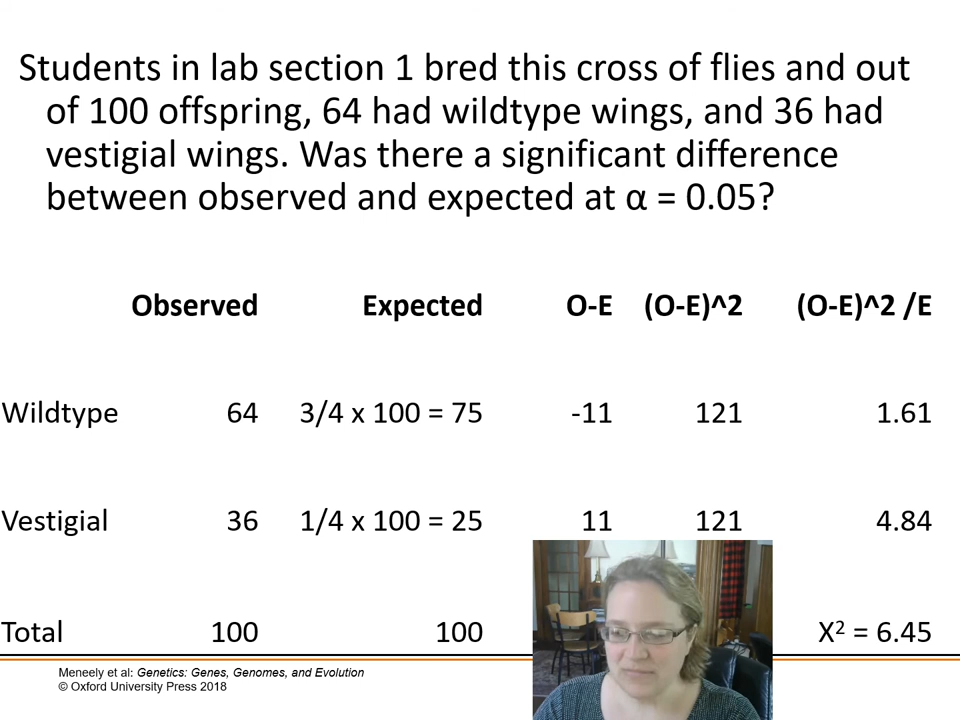 Students in lab section 1 bred this cross of flies and out
of 100 offspring, 64 had wildtype wings, and 36 had
vestigial wings. Was there a significant difference
between observed and expected at α = 0.05?
Observed Expected O-E (O-E)^2 (O-E)^2 /E
Wildtype 64 3/4 x 100 = 75 -11 121 1.61
Vestigial 36 1/4 x 100 = 25 11 121 4.84
Total 100 100 X² = 6.45
Meneely et al: Genetics: Genes, Genomes, and Evolution
© Oxford University Press 2018